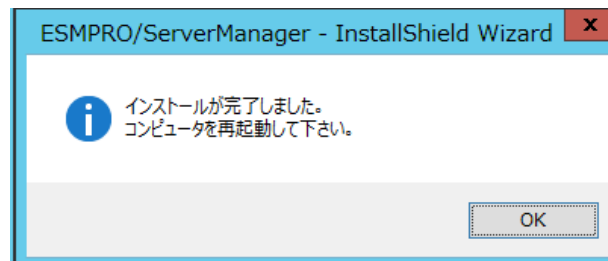 ESMPRO/ServerManager - InstallShield Wizard
インストールが完了しました。
コンピュータを再起動して下さい。
OK